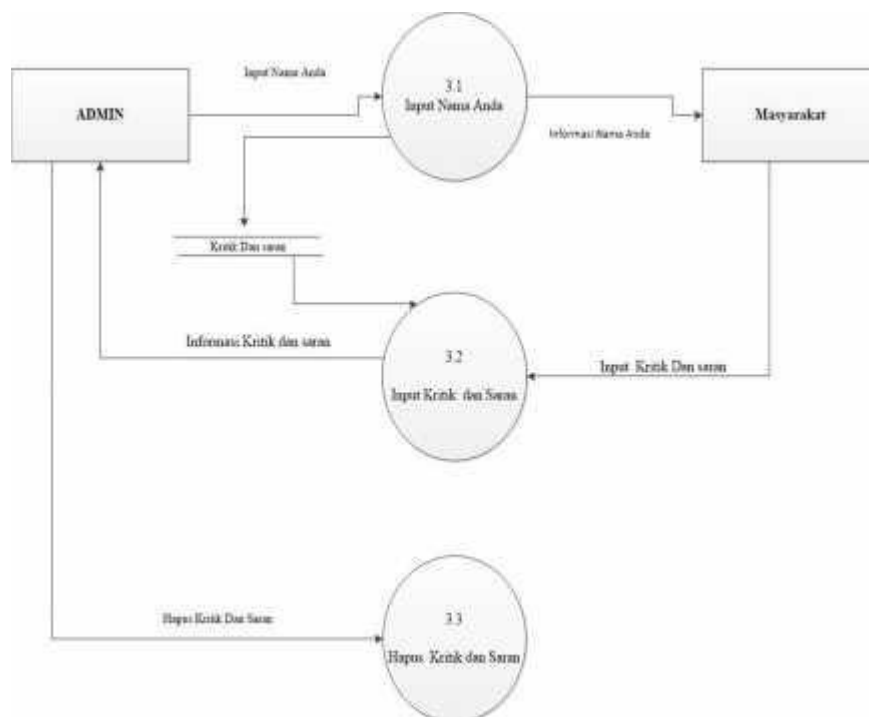 Input Nama Anda
3.1
Input Nama Anda
ADMIN
Masyarakat
Informasi Nama Anda
Kritik Dan saran
Informasi Kritik dan saran
3.2
Input Kritik dan Saran
Input Kritik Dan saran
Hapus Kritik Dan Saran
3.3
Hapus Kritik dan Saran